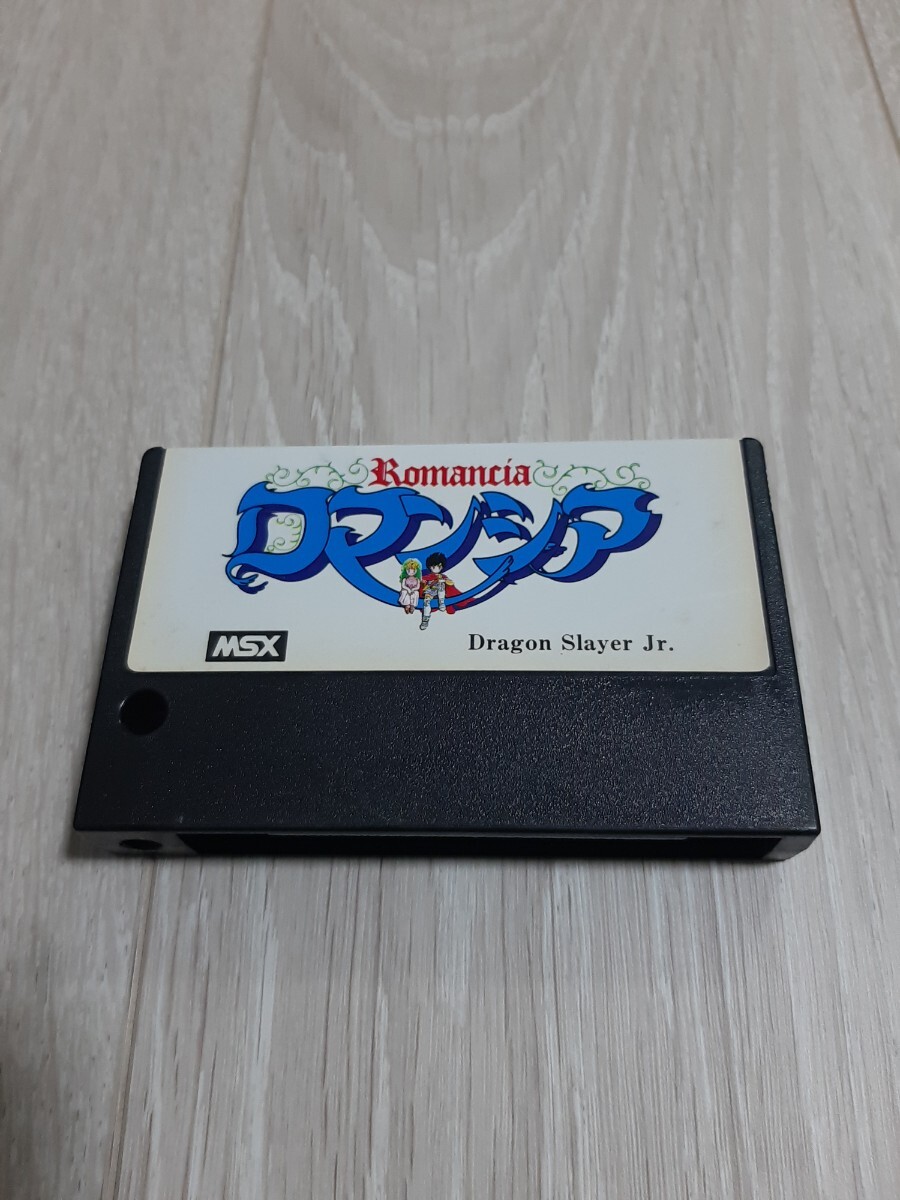 Romancia
ロマンシア
MSX
Dragon Slayer Jr.